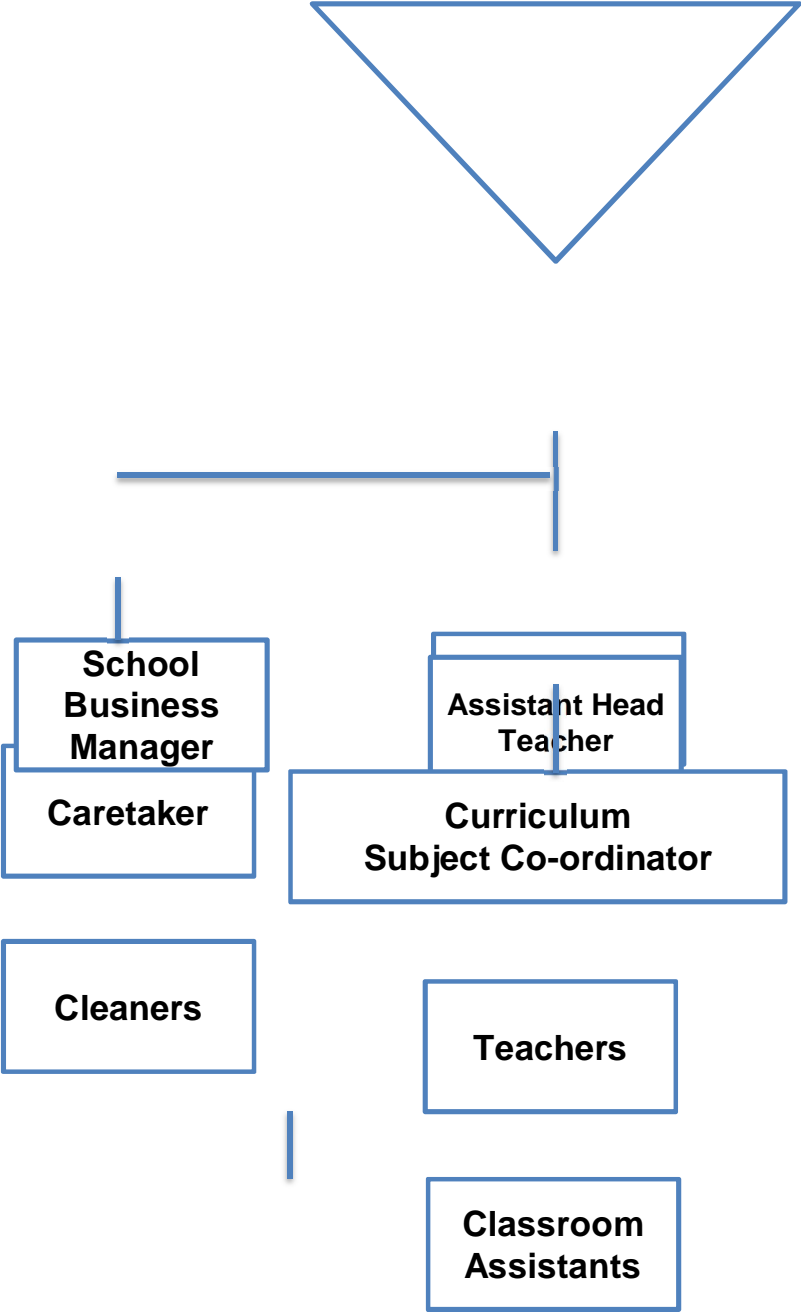 School
Business
Manager
Assistant Head
Teacher
Caretaker
Curriculum
Subject Co-ordinator
Cleaners
Teachers
Classroom
Assistants